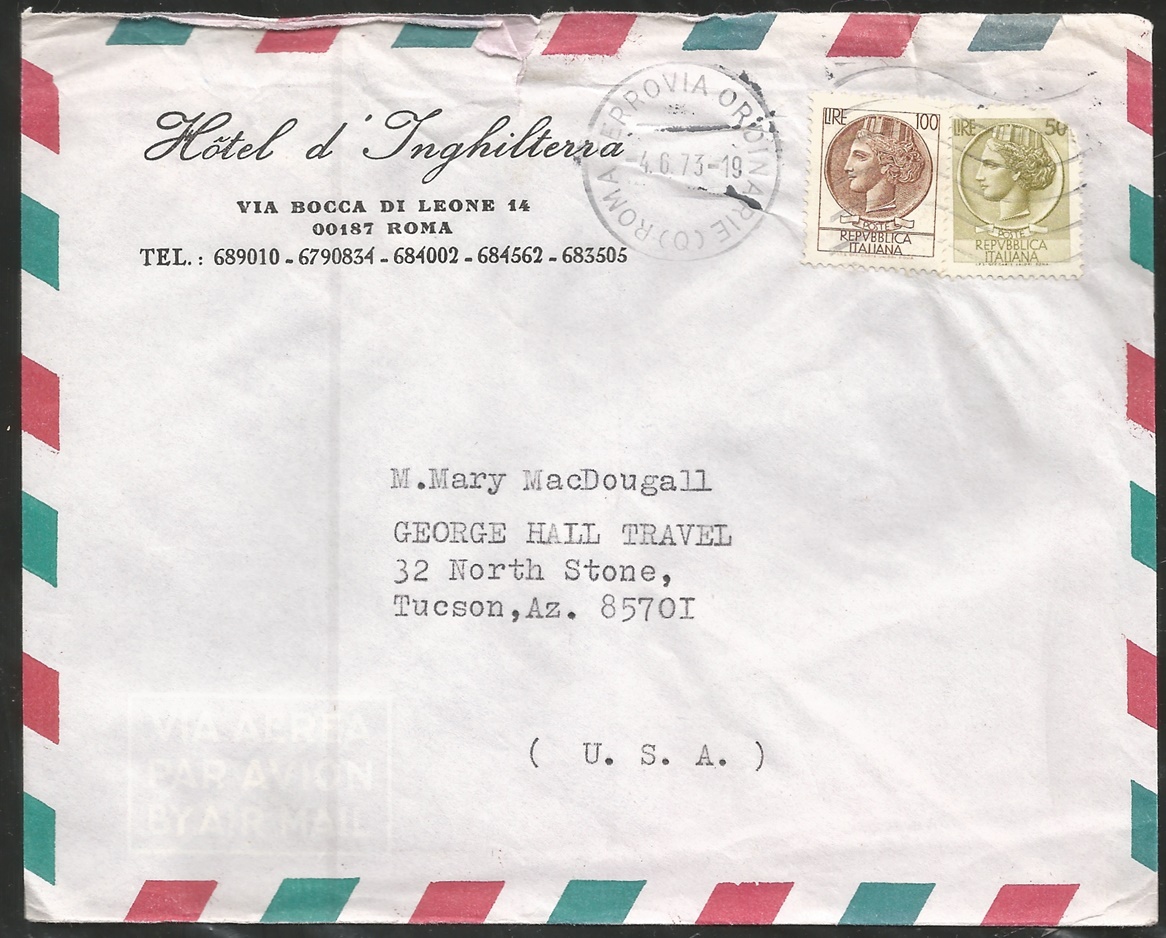 Hôtel d'Inghilterra
VIA BOCCA DI LEONE 14
00187 ROMA
TEL.: 689010 - 6790834 - 684002 - 684562 - 683505
ROMA FERROVIA ORDINARIE (O)
4.6.73-19
LIRE 100
POSTE
REPVBBLICA
ITALIANA
LIRE 50
POSTE
REPVBBLICA
ITALIANA
M.Mary MacDougall
GEORGE HALL TRAVEL
32 North Stone,
Tucson,Az. 8570I
( U. S. A. )
VIA AEREA
PAR AVION
BY AIR MAIL